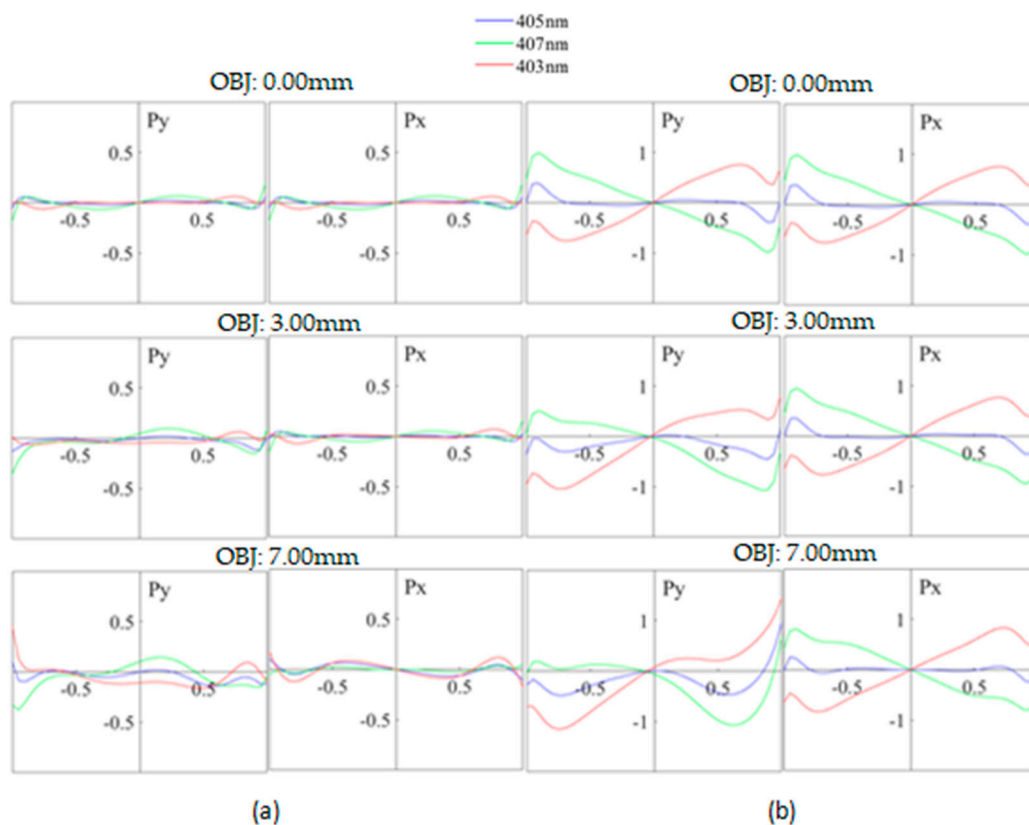 405nm
407nm
403nm
OBJ: 0.00mm OBJ: 0.00mm
Py Px Py Px
0.5 0.5 1 1
-0.5 0.5 -0.5 0.5 -0.5 0.5 -0.5 0.5
-0.5 -0.5 -1 -1
OBJ: 3.00mm OBJ: 3.00mm
Py Px Py Px
0.5 0.5 1 1
-0.5 0.5 -0.5 0.5 -0.5 0.5 -0.5 0.5
-0.5 -0.5 -1 -1
OBJ: 7.00mm OBJ: 7.00mm
Py Px Py Px
0.5 0.5 1 1
-0.5 0.5 -0.5 0.5 -0.5 0.5 -0.5 0.5
-0.5 -0.5 -1 -1
(a) (b)